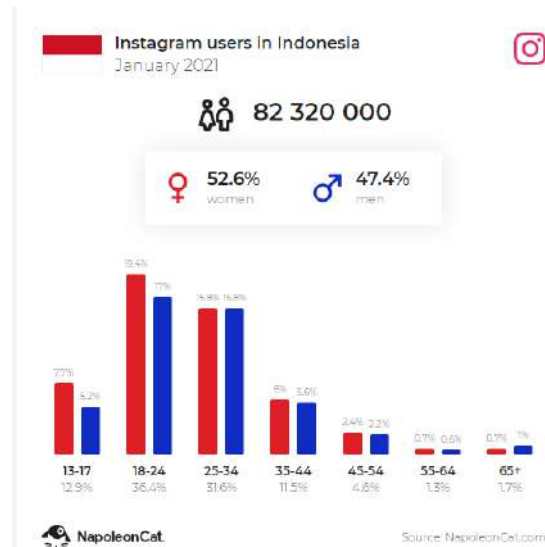 Instagram users in Indonesia
January 2021
82 320 000
52.6% 47.4%
women men
19.4%
17%
15.8% 15.8%
7.7%
5.2%
6% 5.6%
2.4% 2.2%
0.7% 0.6% 0.7% 1%
13-17 18-24 25-34 35-44 45-54 55-64 65+
12.9% 36.4% 31.6% 11.5% 4.6% 1.3% 1.7%
NapoleonCat. Source: NapoleonCat.com